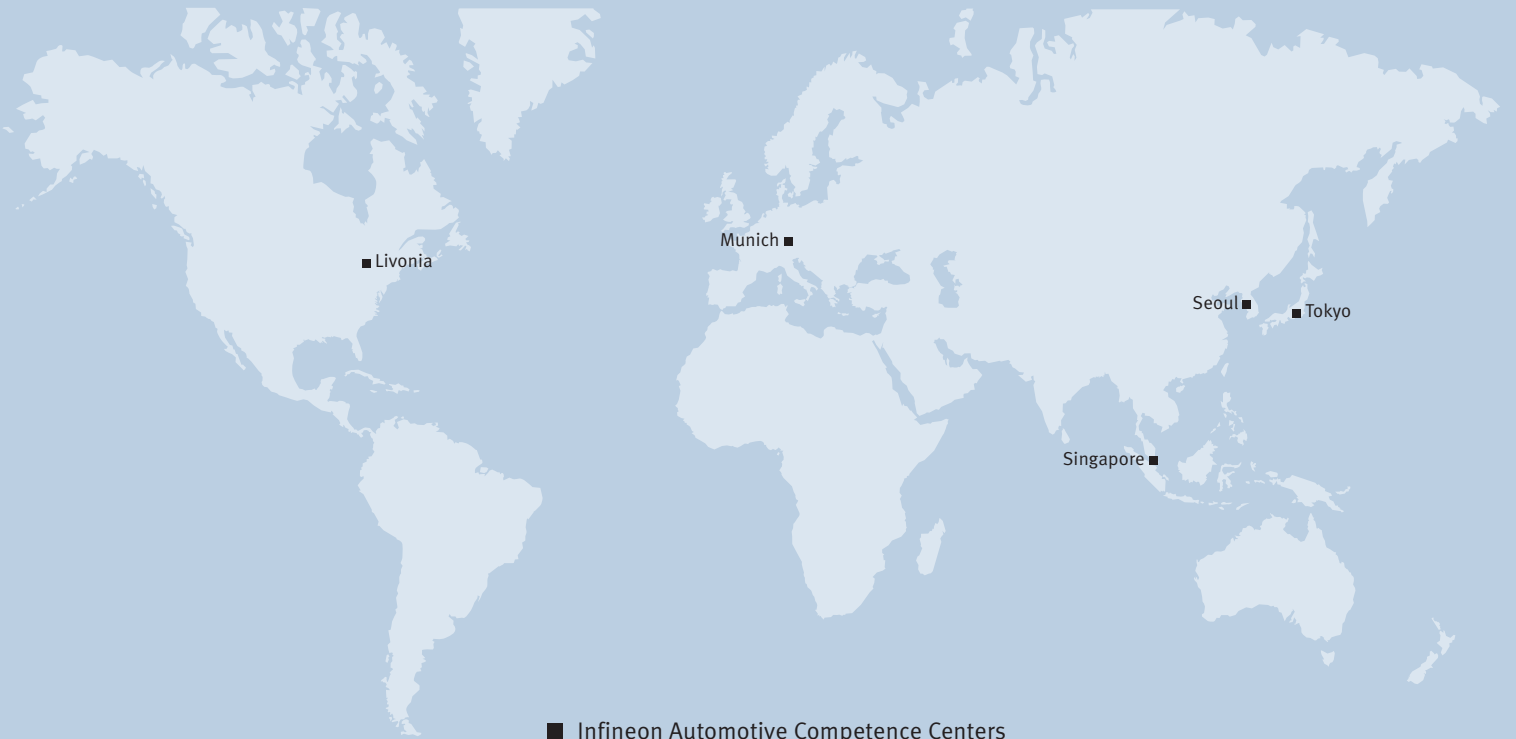 Munich
Livonia
Seoul
Tokyo
Singapore
Infineon Automotive Competence Centers